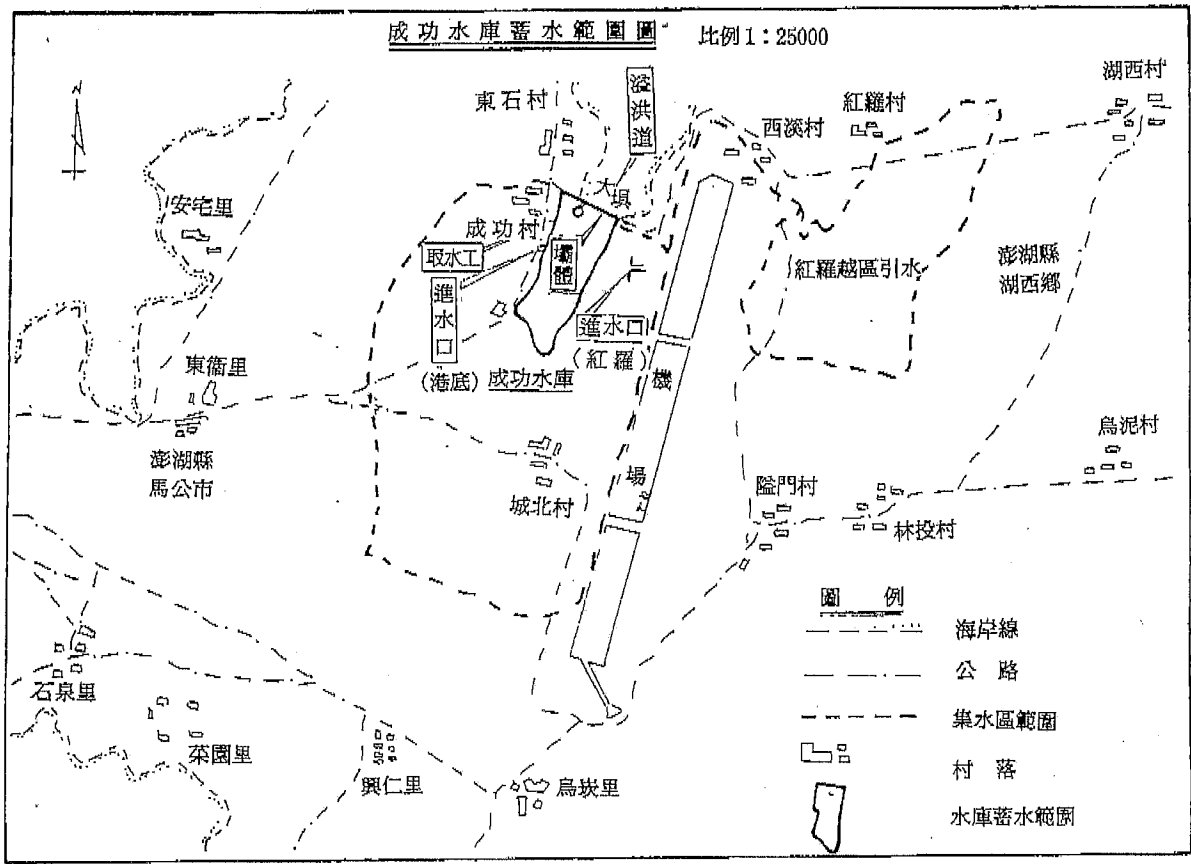 成功水庫蓄水範圍圖
比例1:25000
N
湖西村
紅羅村
東石村
溢洪道
西溪村
大壩
安宅里
成功村
取水工
壩體
紅羅越區引水
澎湖縣
湖西鄉
進水口
(港底)
進水口
(紅羅)
成功水庫
東衛里
機場
澎湖縣
馬公市
城北村
隘門村
烏泥村
林投村
圖例
海岸線
公路
集水區範圍
村落
水庫蓄水範圍
石泉里
菜園里
興仁里
烏崁里